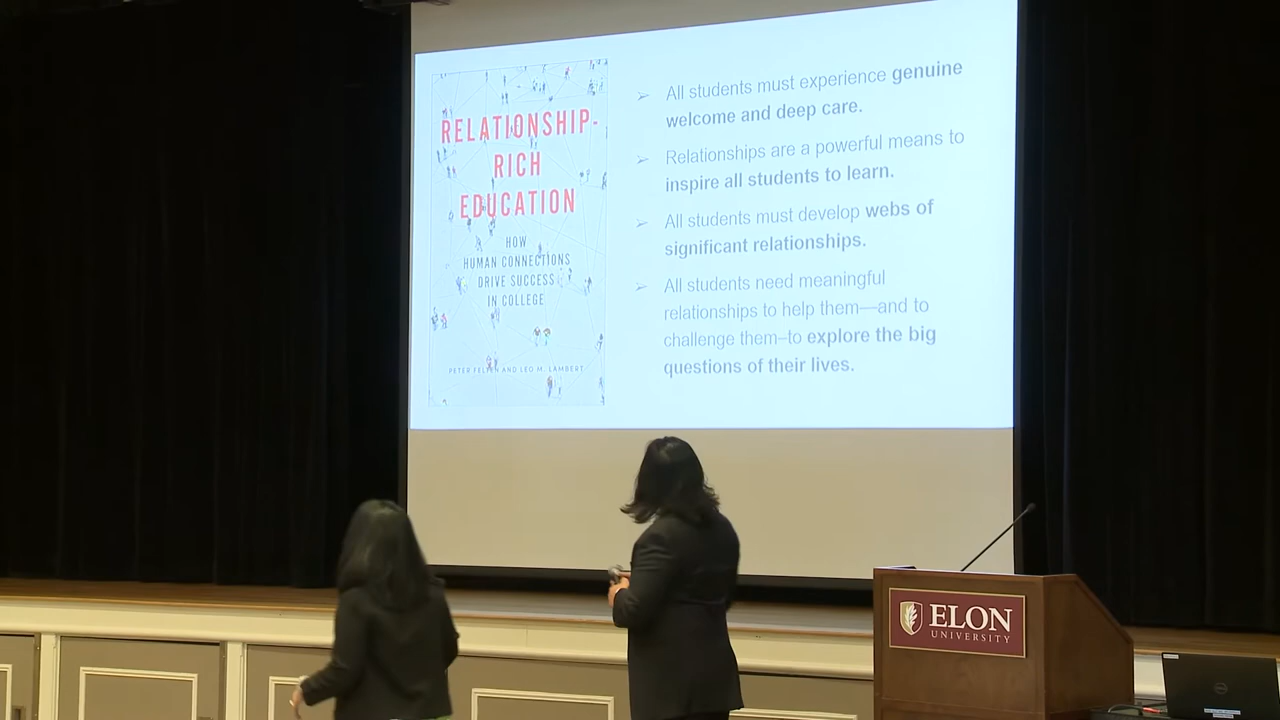 RELATIONSHIP-
RICH
EDUCATION
HOW
HUMAN CONNECTIONS
DRIVE SUCCESS
IN COLLEGE
PETER FELTEN AND LEO M. LAMBERT
➢ All students must experience genuine
welcome and deep care.
➢ Relationships are a powerful means to
inspire all students to learn.
➢ All students must develop webs of
significant relationships.
➢ All students need meaningful
relationships to help them—and to
challenge them–to explore the big
questions of their lives.
ELON
UNIVERSITY
DELL